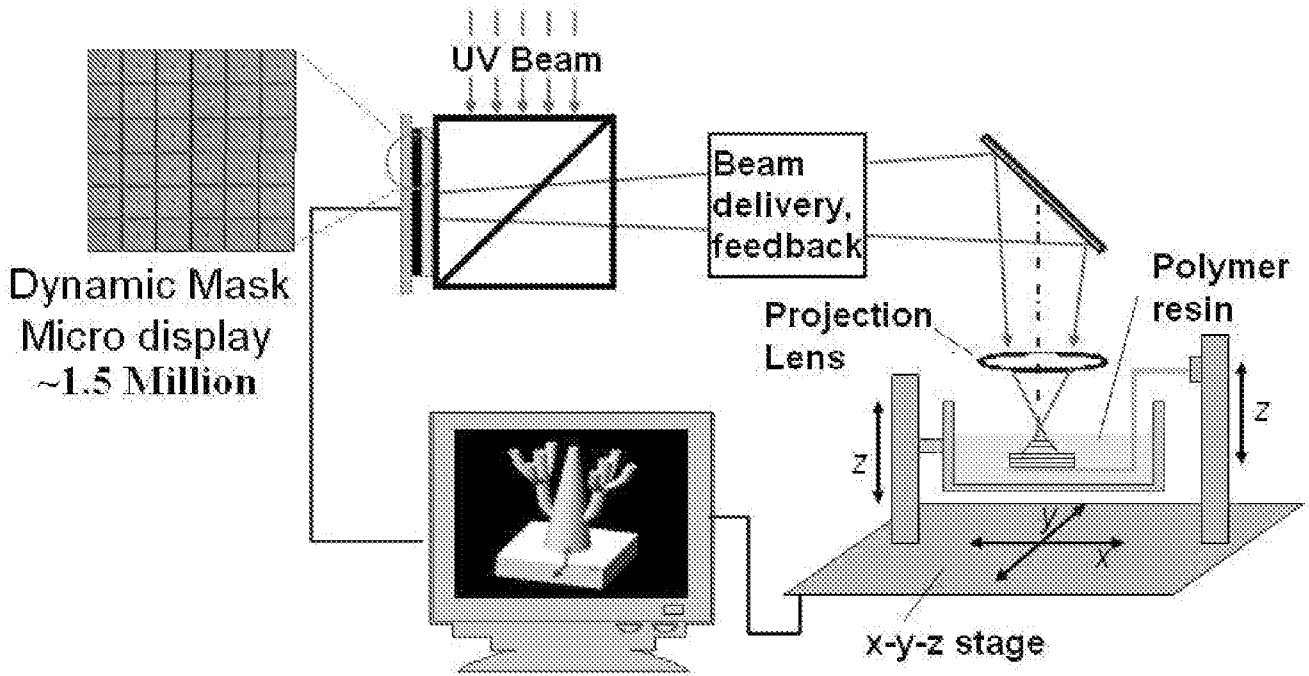 UV Beam
Dynamic Mask
Micro display
~1.5 Million
Beam
delivery,
feedback
Projection
Lens
Polymer
resin
z
z
y
x
x-y-z stage